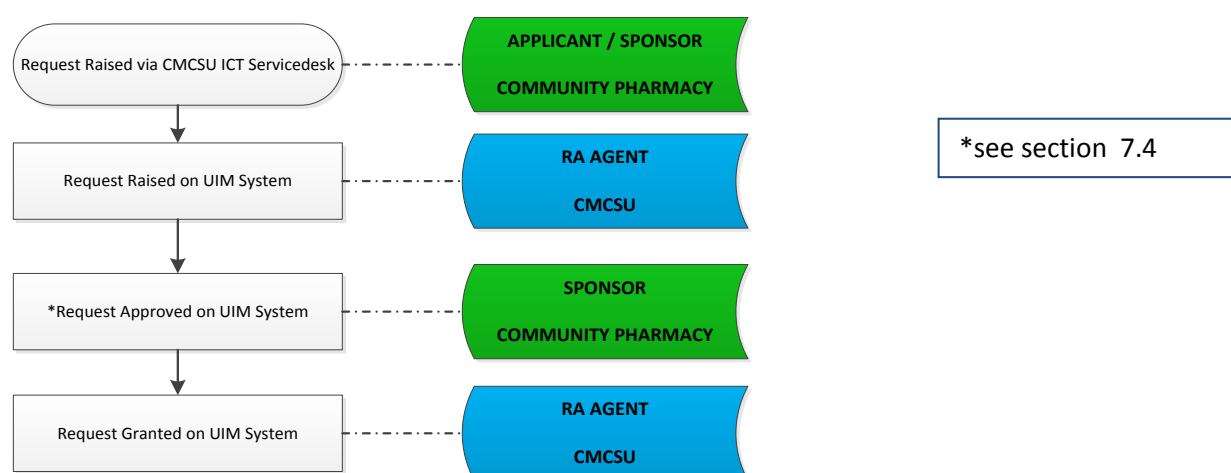 Request Raised via CMCSU ICT Servicedesk
APPLICANT / SPONSOR
COMMUNITY PHARMACY
*see section 7.4
Request Raised on UIM System
RA AGENT
CMCSU
*Request Approved on UIM System
SPONSOR
COMMUNITY PHARMACY
Request Granted on UIM System
RA AGENT
CMCSU